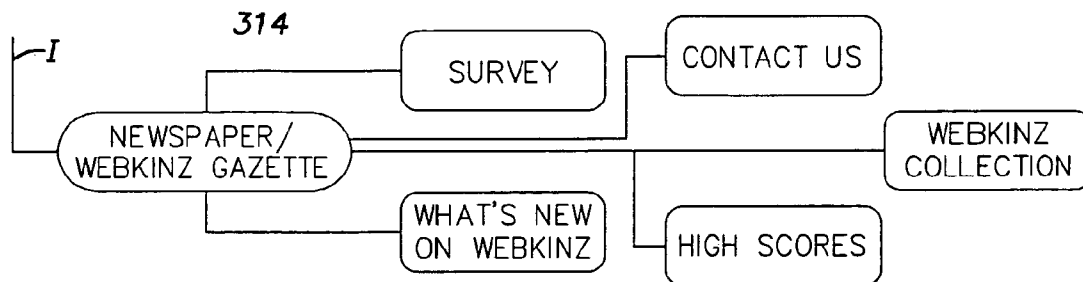 314
I
SURVEY
CONTACT US
NEWSPAPER/
WEBKINZ GAZETTE
WEBKINZ
COLLECTION
WHAT'S NEW
ON WEBKINZ
HIGH SCORES